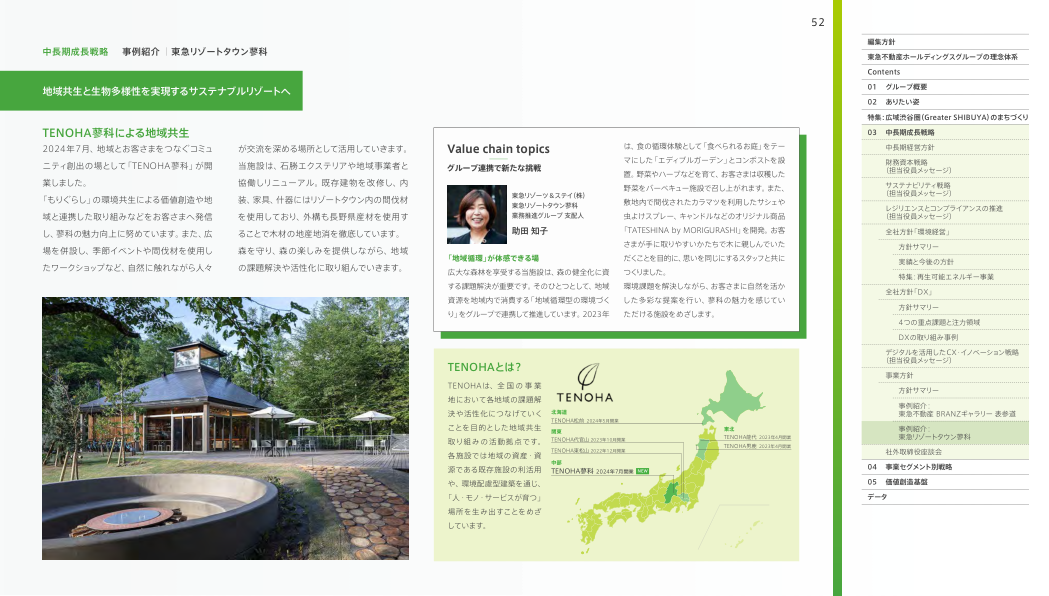 52
中長期成長戦略 事例紹介 | 東急リゾートタウン蓼科
地域共生と生物多様性を実現するサステナブルリゾートへ
TENOHA蓼科による地域共生
2024年7月、地域とお客さまをつなぐコミュ
ニティ創出の場として「TENOHA蓼科」が開
業しました。
「もりぐらし」の環境共生による価値創造や地
域と連携した取り組みなどをお客さまへ発信
し、蓼科の魅力向上に努めています。また、広
場を併設し、季節イベントや間伐材を使用し
たワークショップなど、自然に触れながら人々
が交流を深める場所として活用していきます。
当施設は、石勝エクステリアや地域事業者と
協働しリニューアル。既存建物を改修し、内
装、家具、什器にはリゾートタウン内の間伐材
を使用しており、外構も長野県産材を使用す
ることで木材の地産地消を徹底しています。
森を守り、森の楽しみを提供しながら、地域
の課題解決や活性化に取り組んでいきます。
Value chain topics
グループ連携で新たな挑戦
東急リゾーツ&ステイ(株)
東急リゾートタウン蓼科
業務推進グループ 支配人
助田 知子
「地域循環」が体感できる場
広大な森林を享受する当施設は、森の健全化に資
する課題解決が重要です。そのひとつとして、地域
資源を地域内で消費する「地域循環型の環境づく
り」をグループで連携して推進しています。2023年
は、食の循環体験として「食べられるお庭」をテー
マにした「エディブルガーデン」とコンポストを設
置。野菜やハーブなどを育て、お客さまは収穫した
野菜をバーベキュー施設で召し上がれます。また、
敷地内で間伐されたカラマツを利用したサシェや
虫よけスプレー、キャンドルなどのオリジナル商品
「TATESHINA by MORIGURASHI」を開発。お客
さまが手に取りやすいかたちで木に親しんでいた
だくことを目的に、思いを同じにするスタッフと共に
つくりました。
環境課題を解決しながら、お客さまに自然を活か
した多彩な提案を行い、蓼科の魅力を感じてい
ただける施設をめざします。
TENOHAとは?
TENOHAは、全国の事業
地において各地域の課題解
決や活性化につなげていく
ことを目的とした地域共生
取り組みの活動拠点です。
各施設では地域の資産・資
源である既存施設の利活用
や、環境配慮型建築を通じ、
「人・モノ・サービスが育つ」
場所を生み出すことをめざ
しています。
TENOHA
北海道
TENOHA松前 2024年5月開業
関東
TENOHA代官山 2023年10月開業
TENOHA東松山 2022年12月開業
中部
TENOHA蓼科 2024年7月開業 NEW
東北
TENOHA能代 2023年4月開業
TENOHA男鹿 2023年4月開業
編集方針
東急不動産ホールディングスグループの理念体系
Contents
01 グループ概要
02 ありたい姿
特集:広域渋谷圏(Greater SHIBUYA)のまちづくり
03 中長期成長戦略
中長期経営方針
財務資本戦略
(担当役員メッセージ)
サステナビリティ戦略
(担当役員メッセージ)
レジリエンスとコンプライアンスの推進
(担当役員メッセージ)
全社方針「環境経営」
方針サマリー
実績と今後の方針
特集:再生可能エネルギー事業
全社方針「DX」
方針サマリー
4つの重点課題と注力領域
DXの取り組み事例
デジタルを活用したCX・イノベーション戦略
(担当役員メッセージ)
事業方針
方針サマリー
事例紹介:
東急不動産 BRANZギャラリー 表参道
事例紹介:
東急リゾートタウン蓼科
社外取締役座談会
04 事業セグメント別戦略
05 価値創造基盤
データ